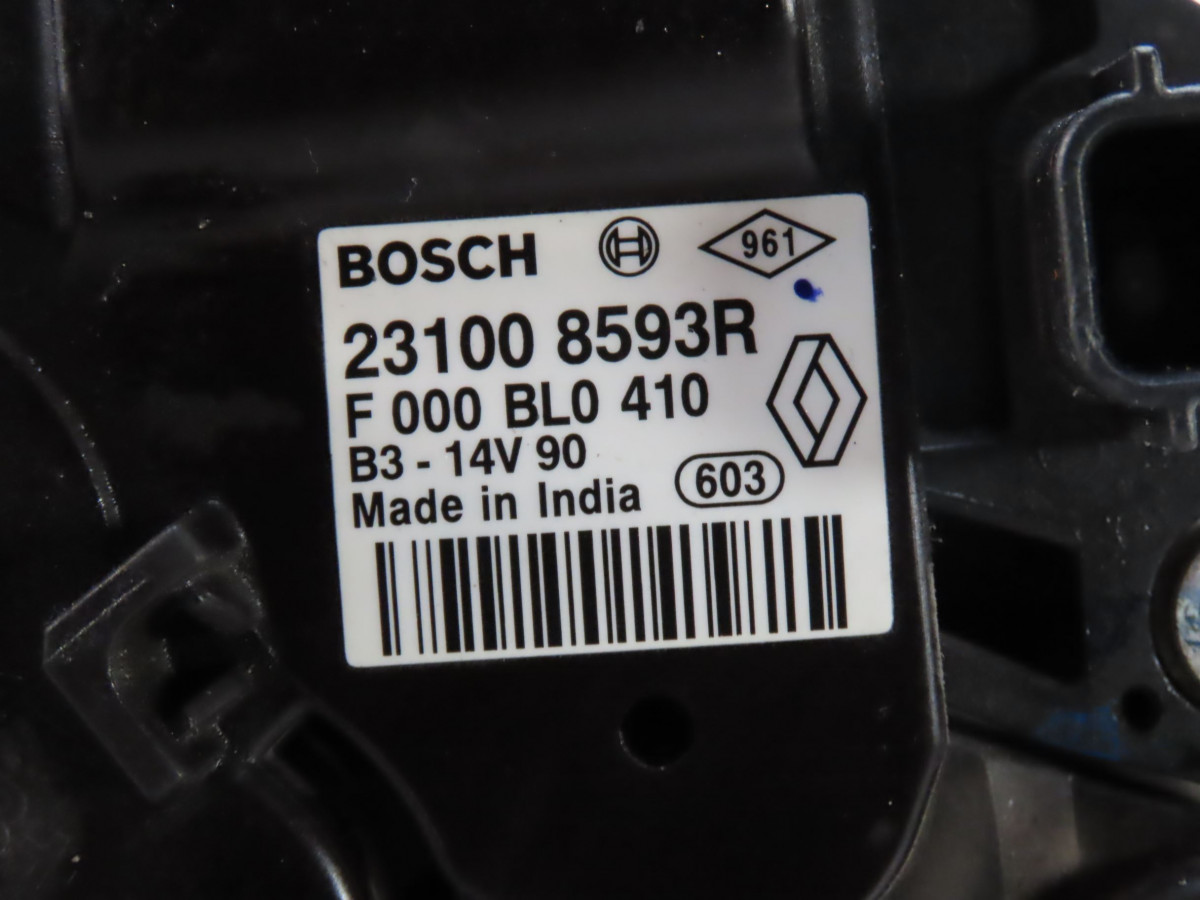 BOSCH 961
23100 8593R
F 000 BL0 410
B3 - 14V 90
Made in India 603